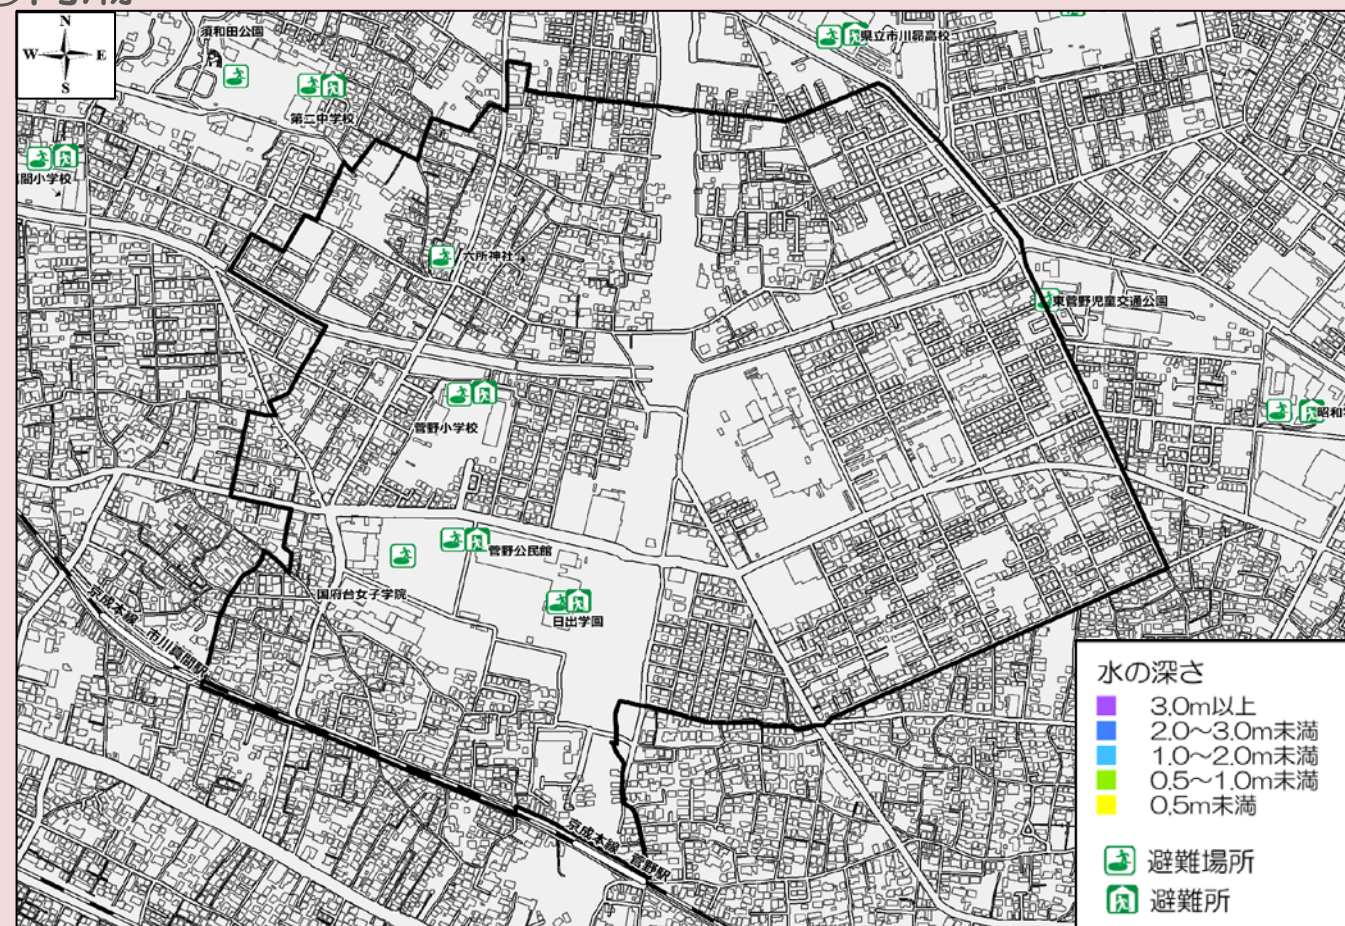 N
W E
S
須和田公園
県立市川昴高校
第二中学校
間小学校
六所神社
東菅野児童交通公園
昭和
菅野小学校
菅野公民館
国府台女子学院
日出学園
京成本線 市川真間駅
京成本線 菅野駅
水の深さ
3.0m以上
2.0～3.0m未満
1.0～2.0m未満
0.5～1.0m未満
0.5m未満
避難場所
避難所